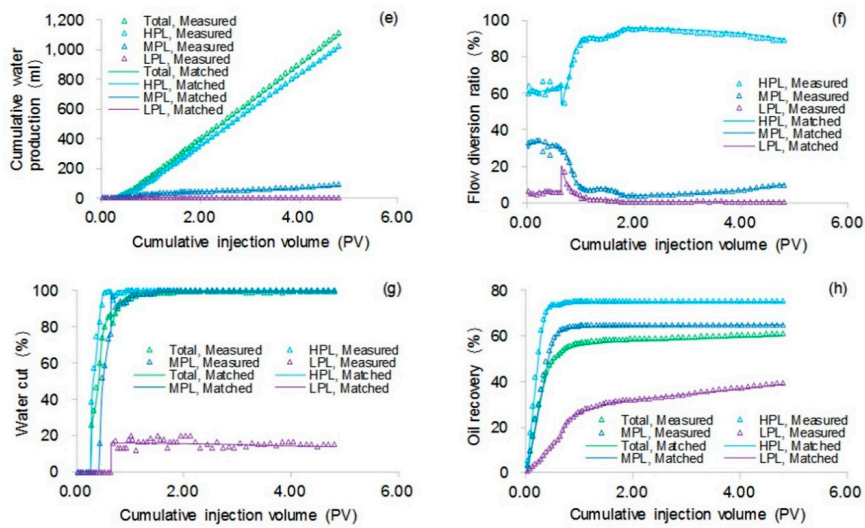 (e)
Total, Measured
HPL, Measured
MPL, Measured
LPL, Measured
Total, Matched
HPL, Matched
MPL, Matched
LPL, Matched
Cumulative water
production (ml)
1,200
1,000
800
600
400
200
0
0.00 2.00 4.00 6.00
Cumulative injection volume (PV)
(f)
Flow diversion ratio
(%)
100
80
60
40
20
0
HPL, Measured
MPL, Measured
LPL, Measured
HPL, Matched
MPL, Matched
LPL, Matched
0.00 2.00 4.00 6.00
Cumulative injection volume (PV)
(g)
Water cut (%)
100
80
60
40
20
0
Total, Measured HPL, Measured
MPL, Measured LPL, Measured
Total, Matched HPL, Matched
MPL, Matched LPL, Matched
0.00 2.00 4.00 6.00
Cumulative injection volume (PV)
(h)
Oil recovery (%)
80
60
40
20
0
Total, Measured HPL, Measured
MPL, Measured LPL, Measured
Total, Matched HPL, Matched
MPL, Matched LPL, Matched
0.00 2.00 4.00 6.00
Cumulative injection volume (PV)